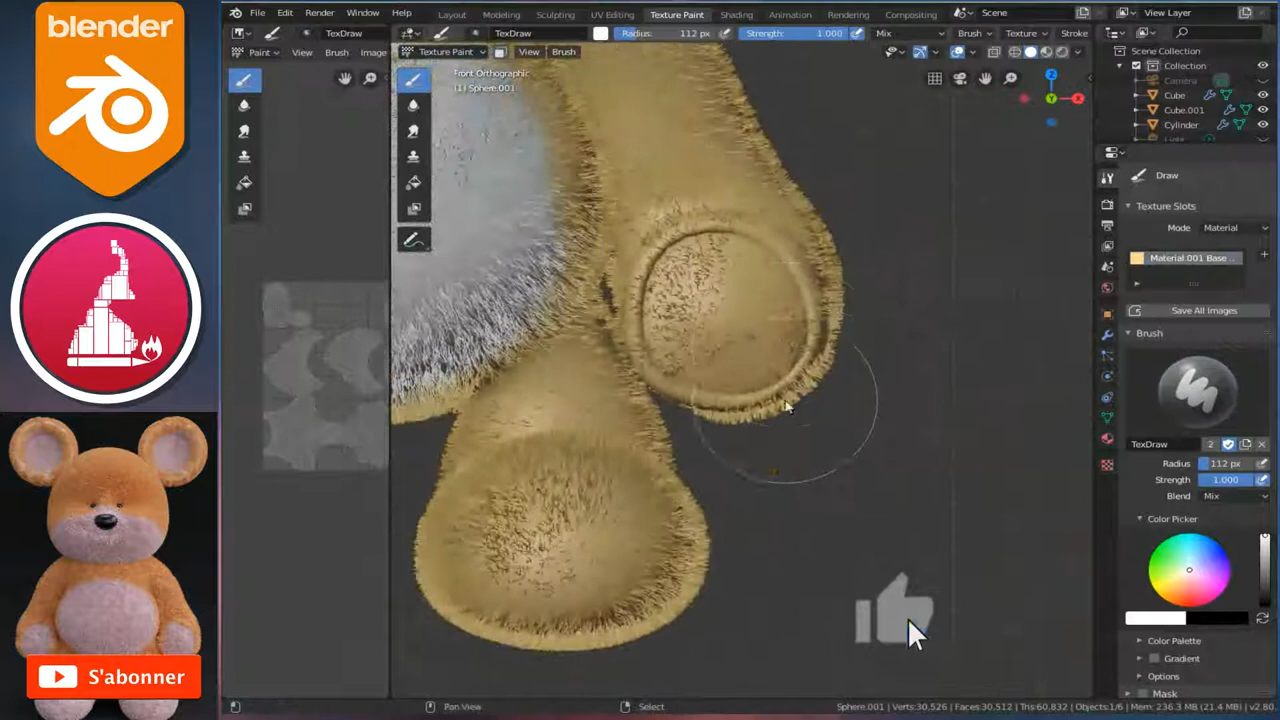 blender
S'abonner
File Edit Render Window Help Layout Modeling Sculpting UV Editing Texture Paint Shading Animation Rendering Compositing Scene View Layer
TexDraw TexDraw Radius: 112 px Strength: 1.000 Mix Brush Texture Stroke
Paint View Brush Image Texture Paint View Brush
Front Orthographic
(1) Sphere.001
Z
Y
X
Scene Collection
Collection
Camera
Cube
Cube.001
Cylinder
Light
Draw
Texture Slots
Mode Material
Material.001 Base ..
Save All Images
Brush
TexDraw 2
Radius 112 px
Strength 1.000
Blend Mix
Color Picker
Color Palette
Gradient
Options
Mask
Pan View Select Sphere.001 | Verts:30,526 | Faces:30,512 | Tris:60,832 | Objects:1/6 | Mem: 236.3 MB (21.4 MB) | v2.80